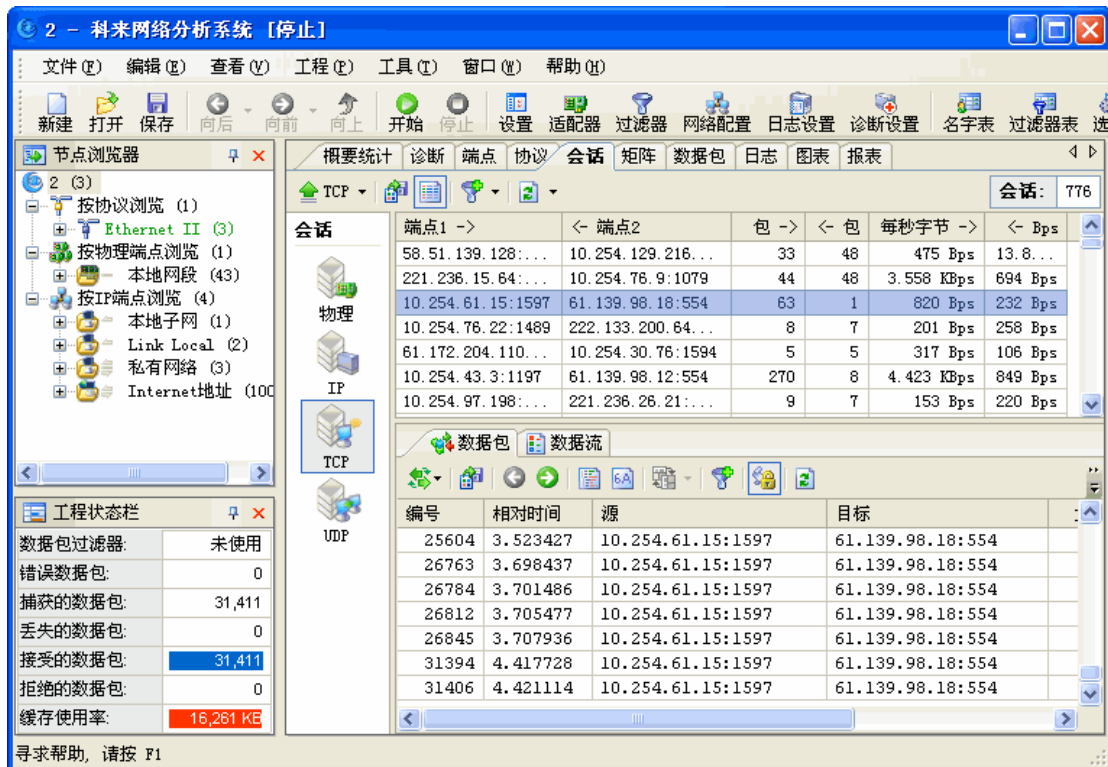 2 - 科来网络分析系统 [停止]
文件(F) 编辑(E) 查看(V) 工程(P) 工具(T) 窗口(W) 帮助(H)
新建 打开 保存 向后 向前 向上 开始 停止 设置 适配器 过滤器 网络配置 日志设置 诊断设置 名字表 过滤器表
节点浏览器
2 (3)
按协议浏览 (1)
Ethernet II (3)
按物理端点浏览 (1)
本地网段 (43)
按IP端点浏览 (4)
本地子网 (1)
Link Local (2)
私有网络 (3)
Internet地址 (100
工程状态栏
数据包过滤器: 未使用
错误数据包: 0
捕获的数据包: 31,411
丢失的数据包: 0
接受的数据包: 31,411
拒绝的数据包: 0
缓存使用率: 16,261 KB
概要统计 诊断 端点 协议 会话 矩阵 数据包 日志 图表 报表
TCP 会话: 776
会话
物理
IP
TCP
UDP
端点1 -> <- 端点2 包 -> <- 包 每秒字节 -> <- Bps
58.51.139.128:... 10.254.129.216... 33 48 475 Bps 13.8...
221.236.15.64:... 10.254.76.9:1079 44 48 3.558 KBps 694 Bps
10.254.61.15:1597 61.139.98.18:554 63 1 820 Bps 232 Bps
10.254.76.22:1489 222.133.200.64... 8 7 201 Bps 258 Bps
61.172.204.110... 10.254.30.76:1594 5 5 317 Bps 106 Bps
10.254.43.3:1197 61.139.98.12:554 270 8 4.423 KBps 849 Bps
10.254.97.198:... 221.236.26.21:... 9 7 153 Bps 220 Bps
数据包 数据流
编号 相对时间 源 目标
25604 3.523427 10.254.61.15:1597 61.139.98.18:554
26763 3.698437 10.254.61.15:1597 61.139.98.18:554
26784 3.701486 10.254.61.15:1597 61.139.98.18:554
26812 3.705477 10.254.61.15:1597 61.139.98.18:554
26845 3.707936 10.254.61.15:1597 61.139.98.18:554
31394 4.417728 10.254.61.15:1597 61.139.98.18:554
31406 4.421114 10.254.61.15:1597 61.139.98.18:554
寻求帮助, 请按 F1